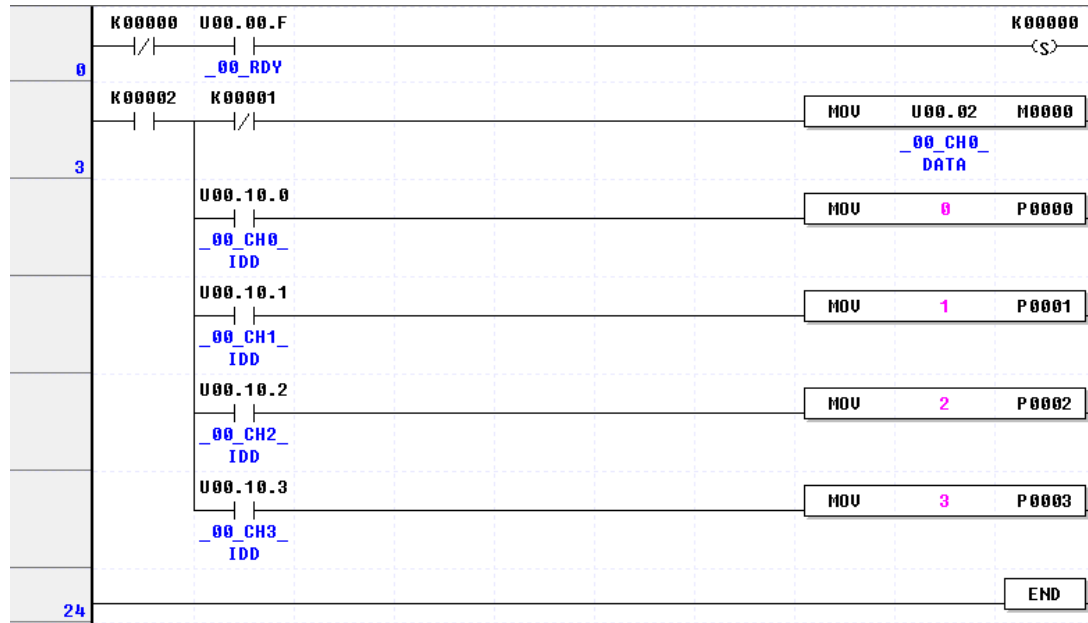 K00000 U00.00.F K00000
(S)
0 _00_RDY
K00002 K00001
MOV U00.02 M0000
_00_CH0_
DATA
3
U00.10.0
MOV 0 P0000
_00_CH0_
IDD
U00.10.1
MOV 1 P0001
_00_CH1_
IDD
U00.10.2
MOV 2 P0002
_00_CH2_
IDD
U00.10.3
MOV 3 P0003
_00_CH3_
IDD
END
24